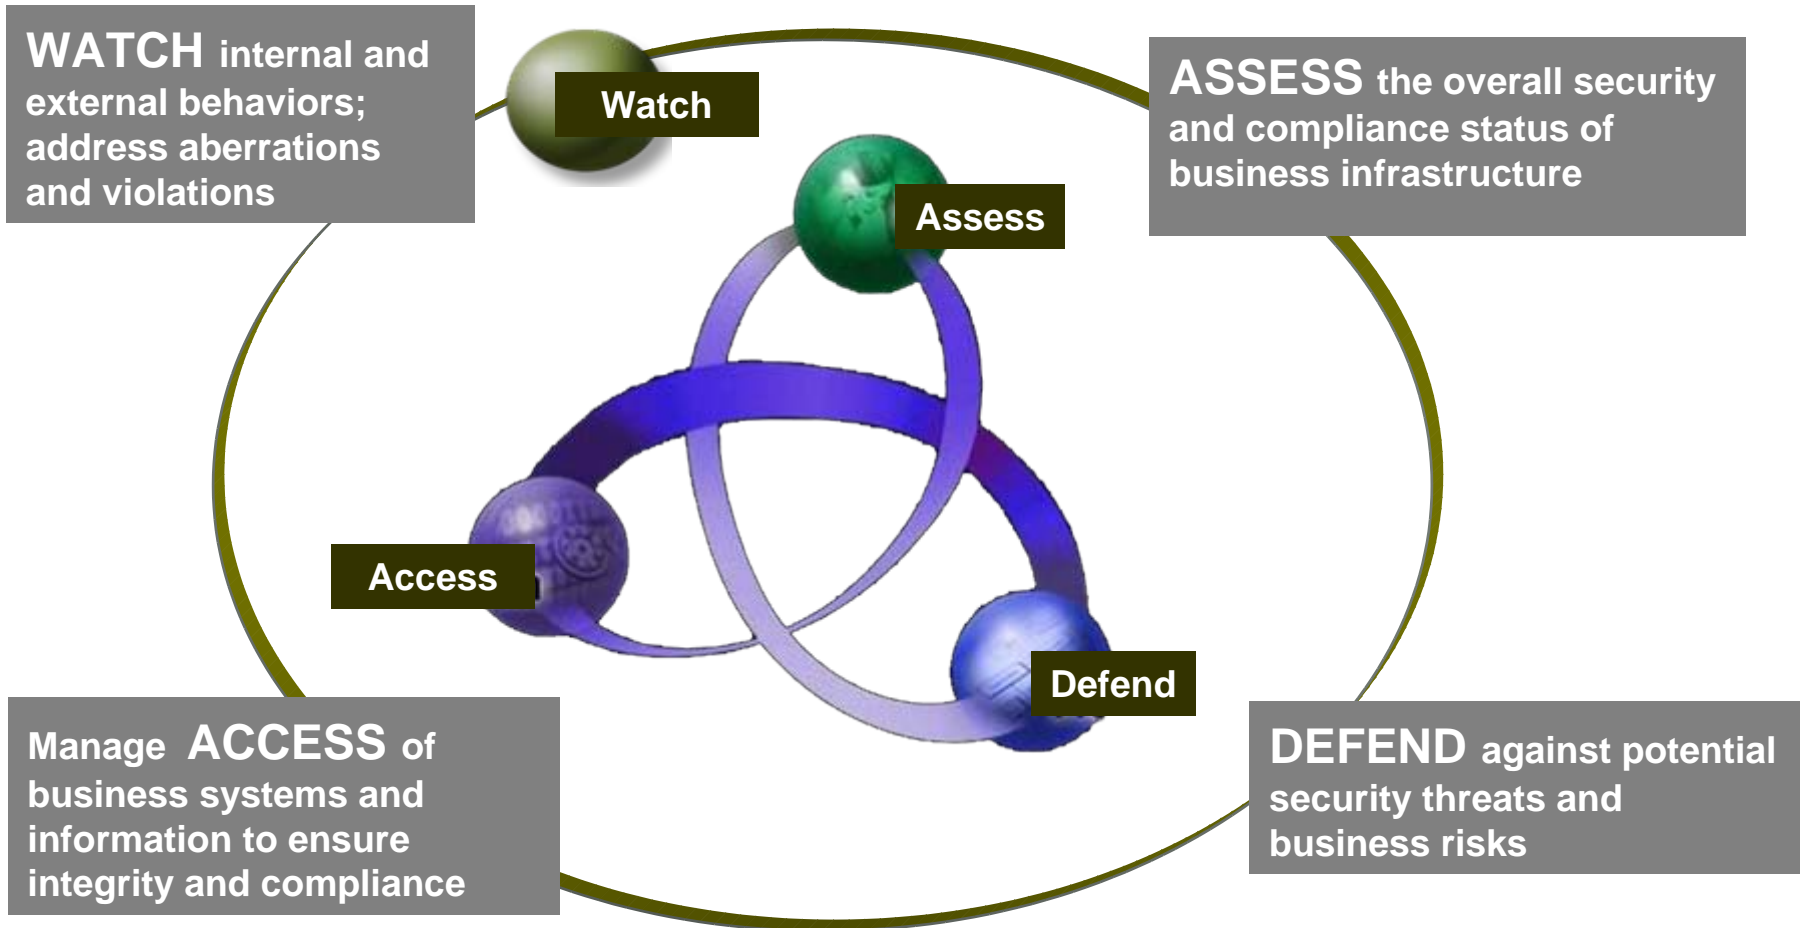 WATCH internal and
external behaviors;
address aberrations
and violations
Watch
ASSESS the overall security
and compliance status of
business infrastructure
Assess
Access
Defend
Manage ACCESS of
business systems and
information to ensure
integrity and compliance
DEFEND against potential
security threats and
business risks